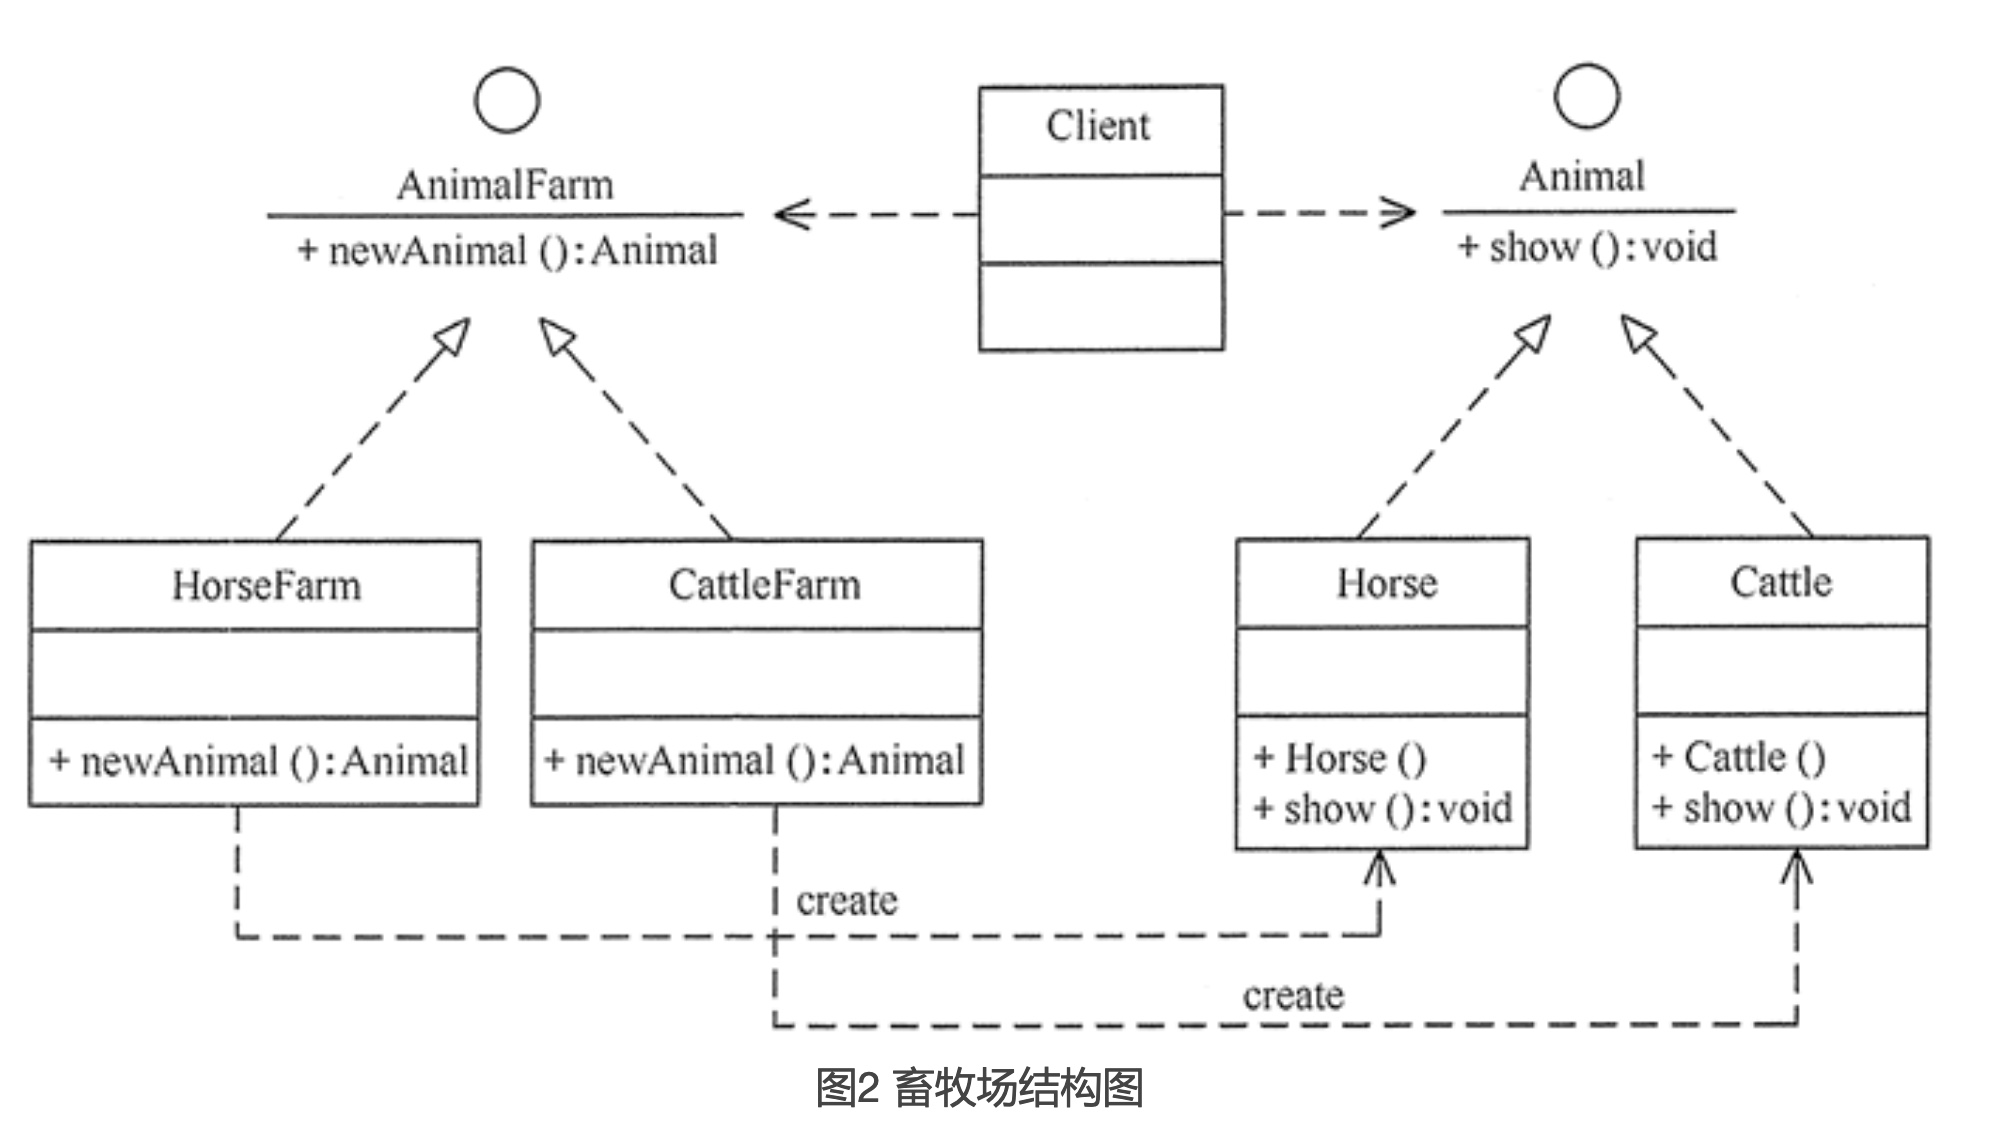 AnimalFarm
+ newAnimal ():Animal
Client
Animal
+ show ():void
HorseFarm
+ newAnimal ():Animal
CattleFarm
+ newAnimal ():Animal
Horse
+ Horse ()
+ show ():void
Cattle
+ Cattle ()
+ show ():void
create
create
图2 畜牧场结构图